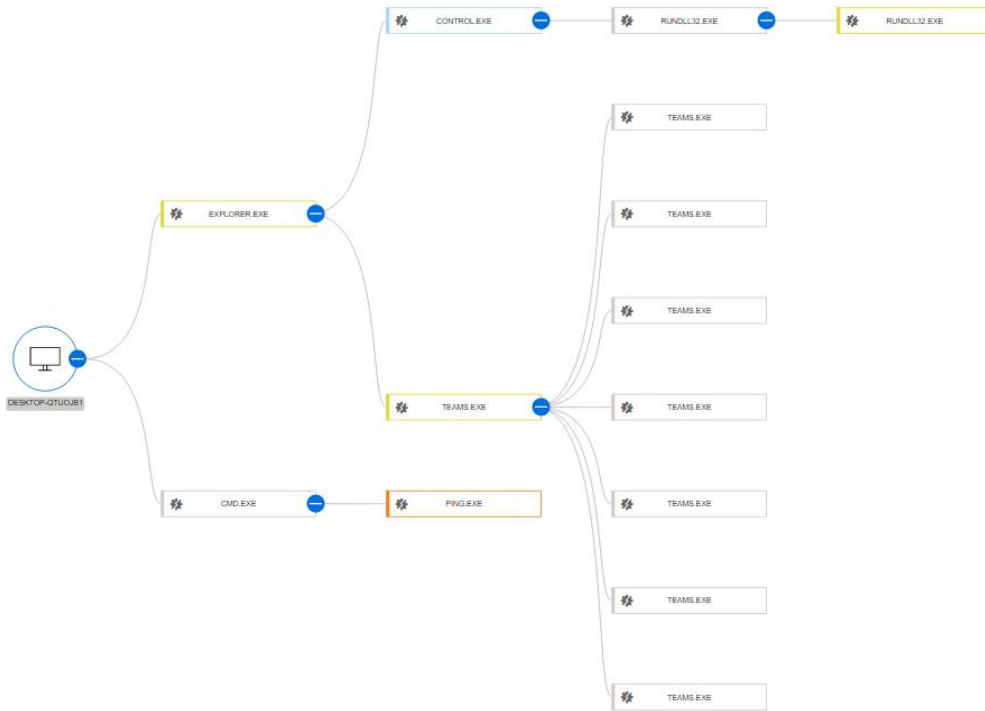 CONTROL.EXE
RUNDLL32.EXE
RUNDLL32.EXE
TEAMS.EXE
TEAMS.EXE
EXPLORER.EXE
TEAMS.EXE
DESKTOP-QTUOJB1
TEAMS.EXE
TEAMS.EXE
CMD.EXE
PING.EXE
TEAMS.EXE
TEAMS.EXE
TEAMS.EXE